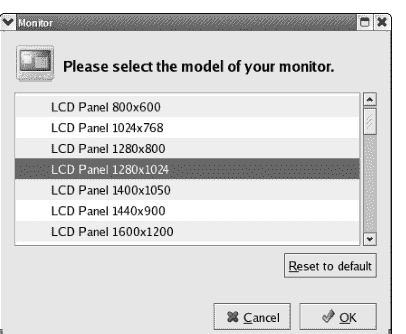 Monitor
Please select the model of your monitor.
LCD Panel 800x600
LCD Panel 1024x768
LCD Panel 1280x800
LCD Panel 1280x1024
LCD Panel 1400x1050
LCD Panel 1440x900
LCD Panel 1600x1200
Reset to default
Cancel
OK